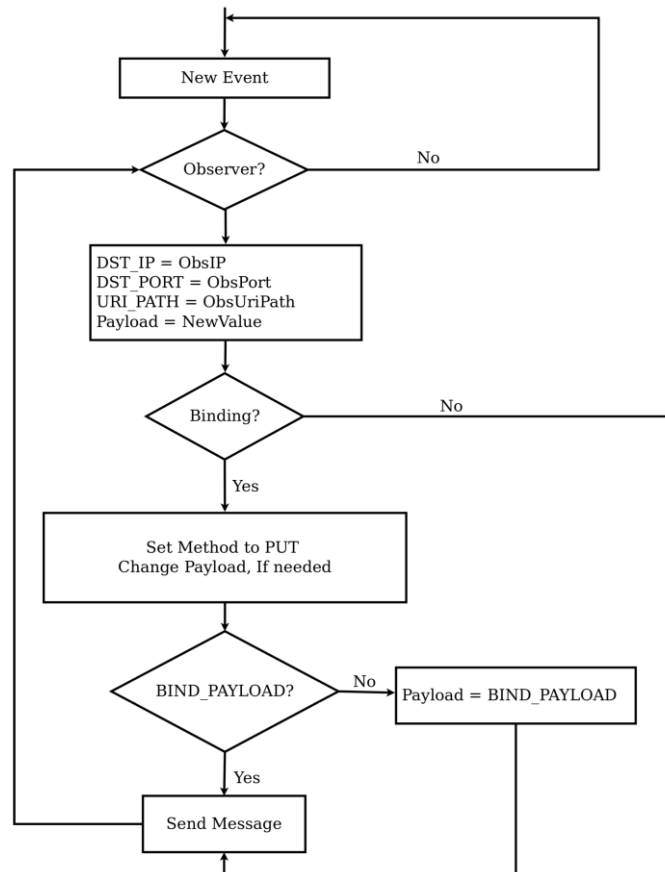 New Event
Observer?
No
DST_IP = ObsIP
DST_PORT = ObsPort
URI_PATH = ObsUriPath
Payload = NewValue
Binding?
No
Yes
Set Method to PUT
Change Payload, If needed
BIND_PAYLOAD?
No
Payload = BIND_PAYLOAD
Yes
Send Message